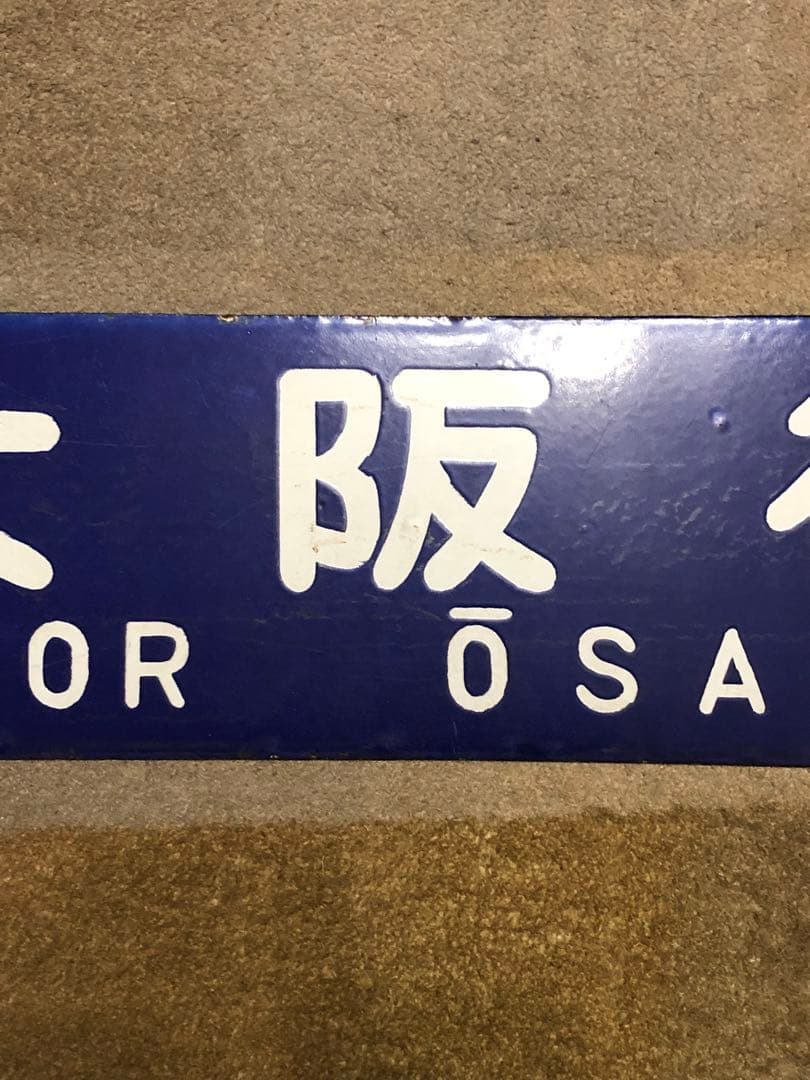 阪
OR ŌSA